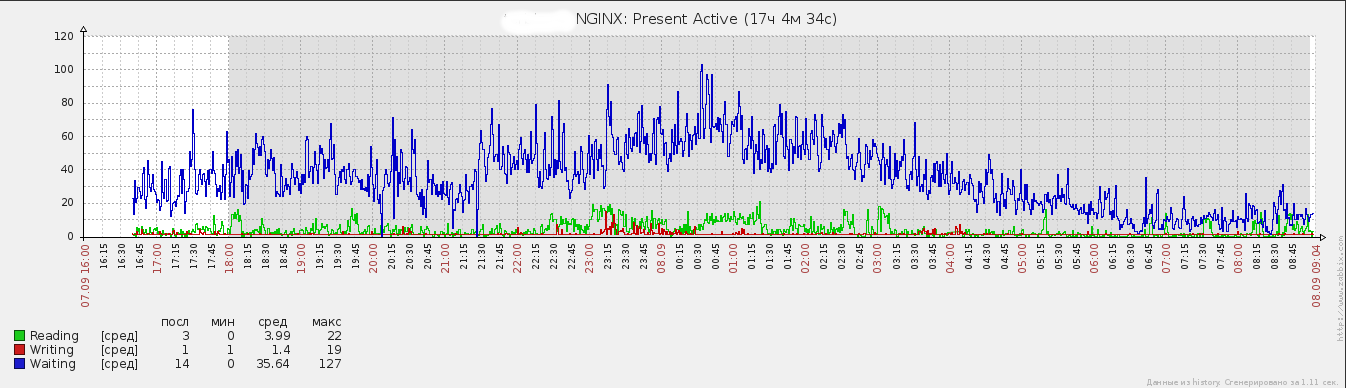 NGINX: Present Active (17ч 4м 34с)
120
100
80
60
40
20
0
07.09 16:00 16:15 16:30 16:45 17:00 17:15 17:30 17:45 18:00 18:15 18:30 18:45 19:00 19:15 19:30 19:45 20:00 20:15 20:30 20:45 21:00 21:15 21:30 21:45 22:00 22:15 22:30 22:45 23:00 23:15 23:30 23:45 08.09 00:15 00:30 00:45 01:00 01:15 01:30 01:45 02:00 02:15 02:30 02:45 03:00 03:15 03:30 03:45 04:00 04:15 04:30 04:45 05:00 05:15 05:30 05:45 06:00 06:15 06:30 06:45 07:00 07:15 07:30 07:45 08:00 08:15 08:30 08:45 08.09 09:04
посл мин сред макс
Reading [сред] 3 0 3.99 22
Writing [сред] 1 1 1.4 19
Waiting [сред] 14 0 35.64 127
http://www.zabbix.com
Данные из history. Сгенерировано за 1.11 сек.